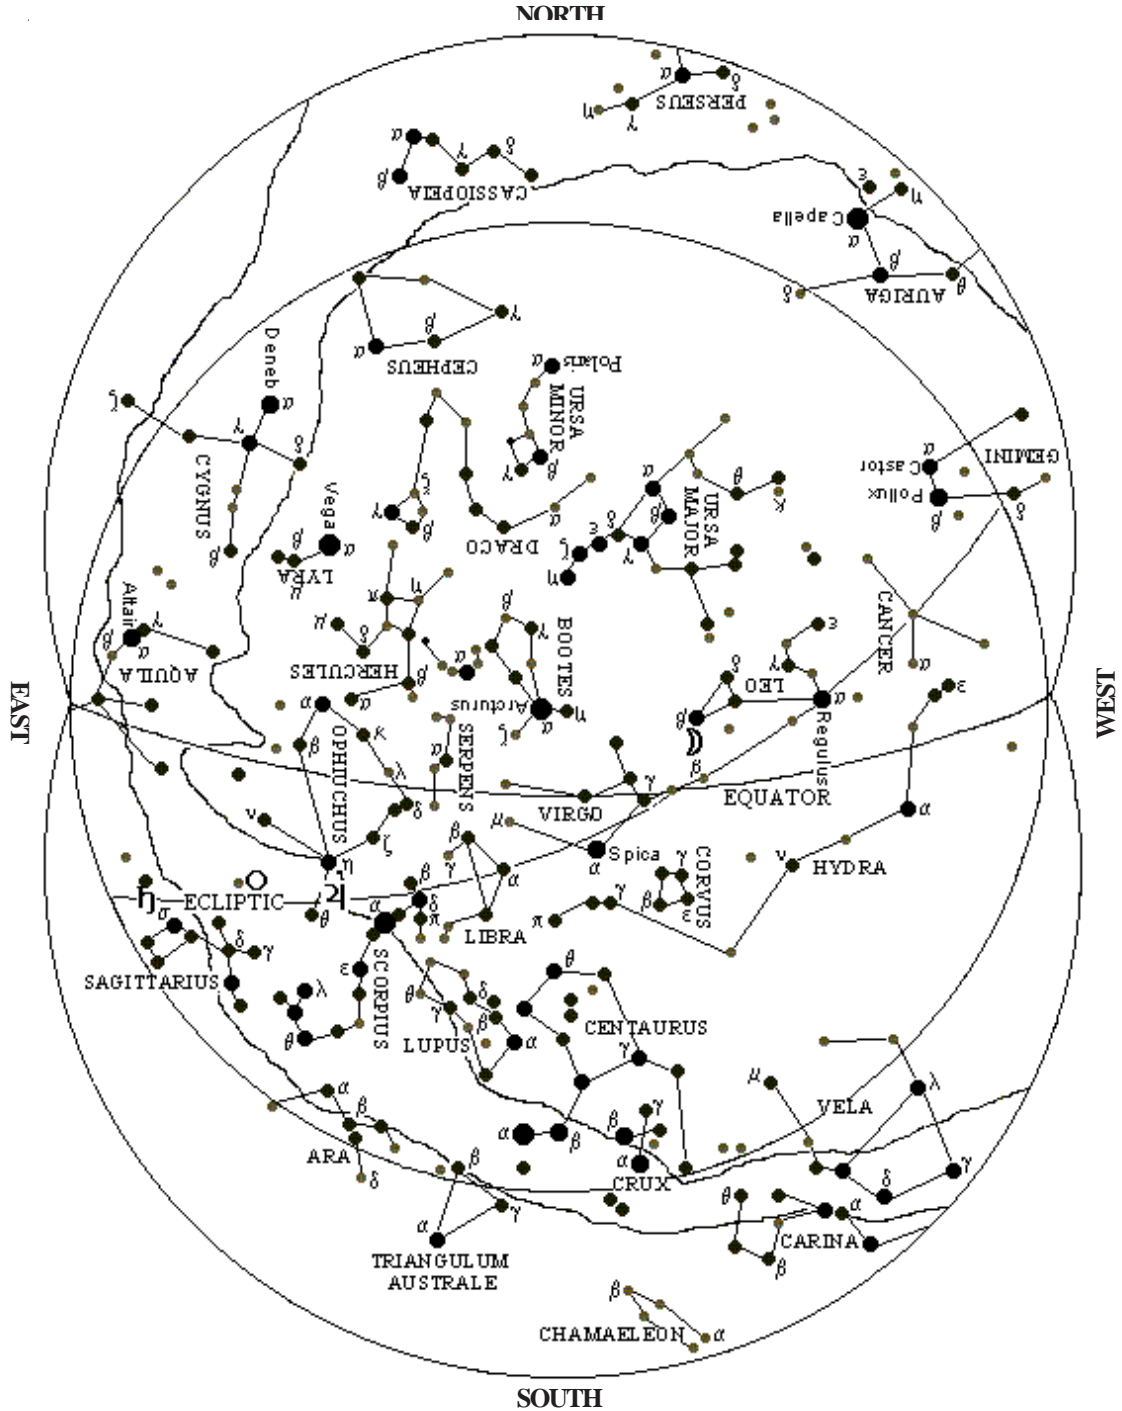 NORTH
α δ
PERSEUS
η γ
α γ δ
β
CASSIOPEIA
ε η
Capella
α
β
δ AURIGA θ
γ
β
α
CEPHEUS
Deneb
α
ζ
γ
δ
CYGNUS
β
α Polaris
URSA
MINOR
β
γ
GEMINI
α
Castor
Pollux
β
δ
α
URSA
MAJOR
θ
κ
β
δ
ε
ζ
γ
η
ξ
γ
β
α
DRACO
Vega
β
α
LYRA
μ
Altair
γ
β
α
AQUILA
π
η
μ
δ
HERCULES
β
α
α
β
γ
BOOTES
Arcturus
α
η
ζ
CANCER
α
ε
γ
δ
LEO
α
β
Regulus
ε
EAST
WEST
α
β
OPHIUCHUS
κ
λ
δ
ζ
ν
η
θ
SERPENS
α
β
γ
VIRGO
EQUATOR
μ
Spica
α
α
ν
HYDRA
β
γ
α
LIBRA
γ
CORVUS
β
ε
π
γ
♄ ECLIPTIC ♃
σ
δ
γ
SAGITTARIUS
β
δ
π
α
SCORPIUS
ε
λ
θ
θ
δ
γ
β
LUPUS
α
θ
CENTAURUS
γ
α
β
μ
VELA
λ
δ
γ
α
β
ARA
δ
β
γ
α
CRUX
β
γ
α
TRIANGULUM
AUSTRALE
θ
α
CARINA
β
β
CHAMAELEON
α
SOUTH